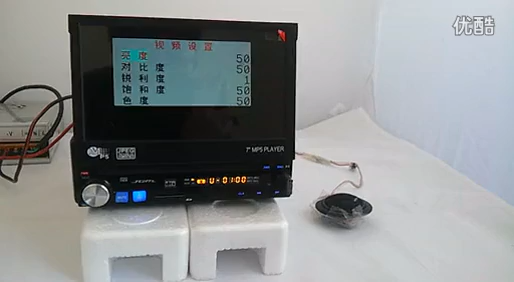 优酷
视频设置
亮度 50
对比度 50
锐利度 1
饱和度 50
色度 50
7" MP5 PLAYER
U-01:00